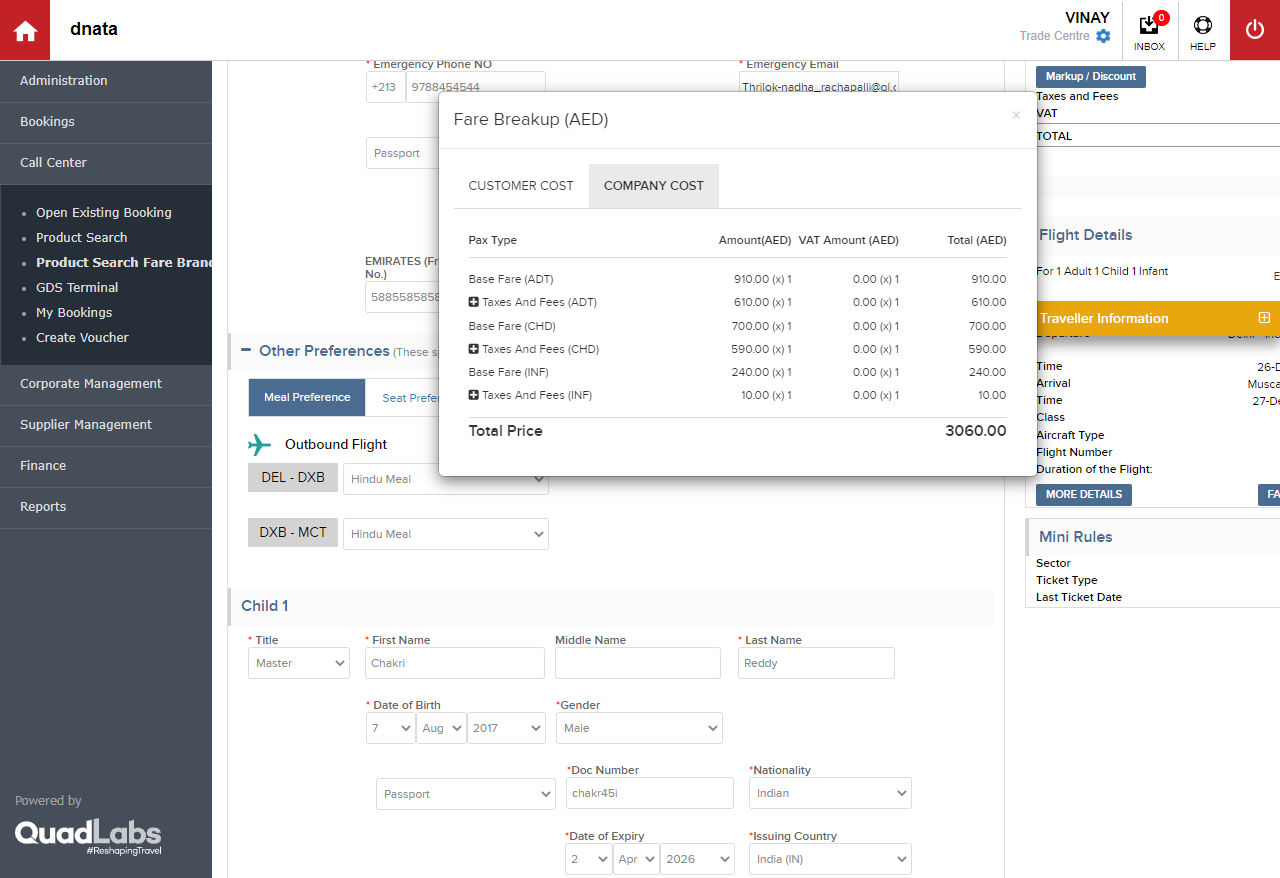 dnata
VINAY
Trade Centre
0
INBOX
HELP
Administration
Bookings
Call Center
Open Existing Booking
Product Search
Product Search Fare Brand
GDS Terminal
My Bookings
Create Voucher
Corporate Management
Supplier Management
Finance
Reports
Powered by
QuadLabs
#ReshapingTravel
* Emergency Phone NO
* Emergency Email
+213
9788454544
Thrilok-nadha_rachapalli@ql.c
Passport
EMIRATES (Fr
No.)
5885585858
Other Preferences (These sp
Meal Preference
Seat Prefer
Outbound Flight
DEL - DXB
Hindu Meal
DXB - MCT
Hindu Meal
Fare Breakup (AED)
×
CUSTOMER COST
COMPANY COST
Pax Type Amount(AED) VAT Amount (AED) Total (AED)
Base Fare (ADT) 910.00 (x) 1 0.00 (x) 1 910.00
Taxes And Fees (ADT) 610.00 (x) 1 0.00 (x) 1 610.00
Base Fare (CHD) 700.00 (x) 1 0.00 (x) 1 700.00
Taxes And Fees (CHD) 590.00 (x) 1 0.00 (x) 1 590.00
Base Fare (INF) 240.00 (x) 1 0.00 (x) 1 240.00
Taxes And Fees (INF) 10.00 (x) 1 0.00 (x) 1 10.00
Total Price 3060.00
Child 1
* Title
* First Name
Middle Name
* Last Name
Master
Chakri
Reddy
* Date of Birth
*Gender
7
Aug
2017
Male
*Doc Number
*Nationality
Passport
chakr45i
Indian
*Date of Expiry
*Issuing Country
2
Apr
2026
India (IN)
Markup / Discount
Taxes and Fees
VAT
TOTAL
Flight Details
For 1 Adult 1 Child 1 Infant
E
Traveller Information
Time 26-D
Arrival Musca
Time 27-De
Class
Aircraft Type
Flight Number
Duration of the Flight:
MORE DETAILS
FA
Mini Rules
Sector
Ticket Type
Last Ticket Date